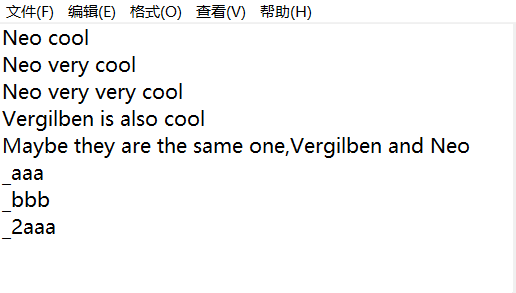 文件(F) 编辑(E) 格式(O) 查看(V) 帮助(H)
Neo cool
Neo very cool
Neo very very cool
Vergilben is also cool
Maybe they are the same one,Vergilben and Neo
_aaa
_bbb
_2aaa